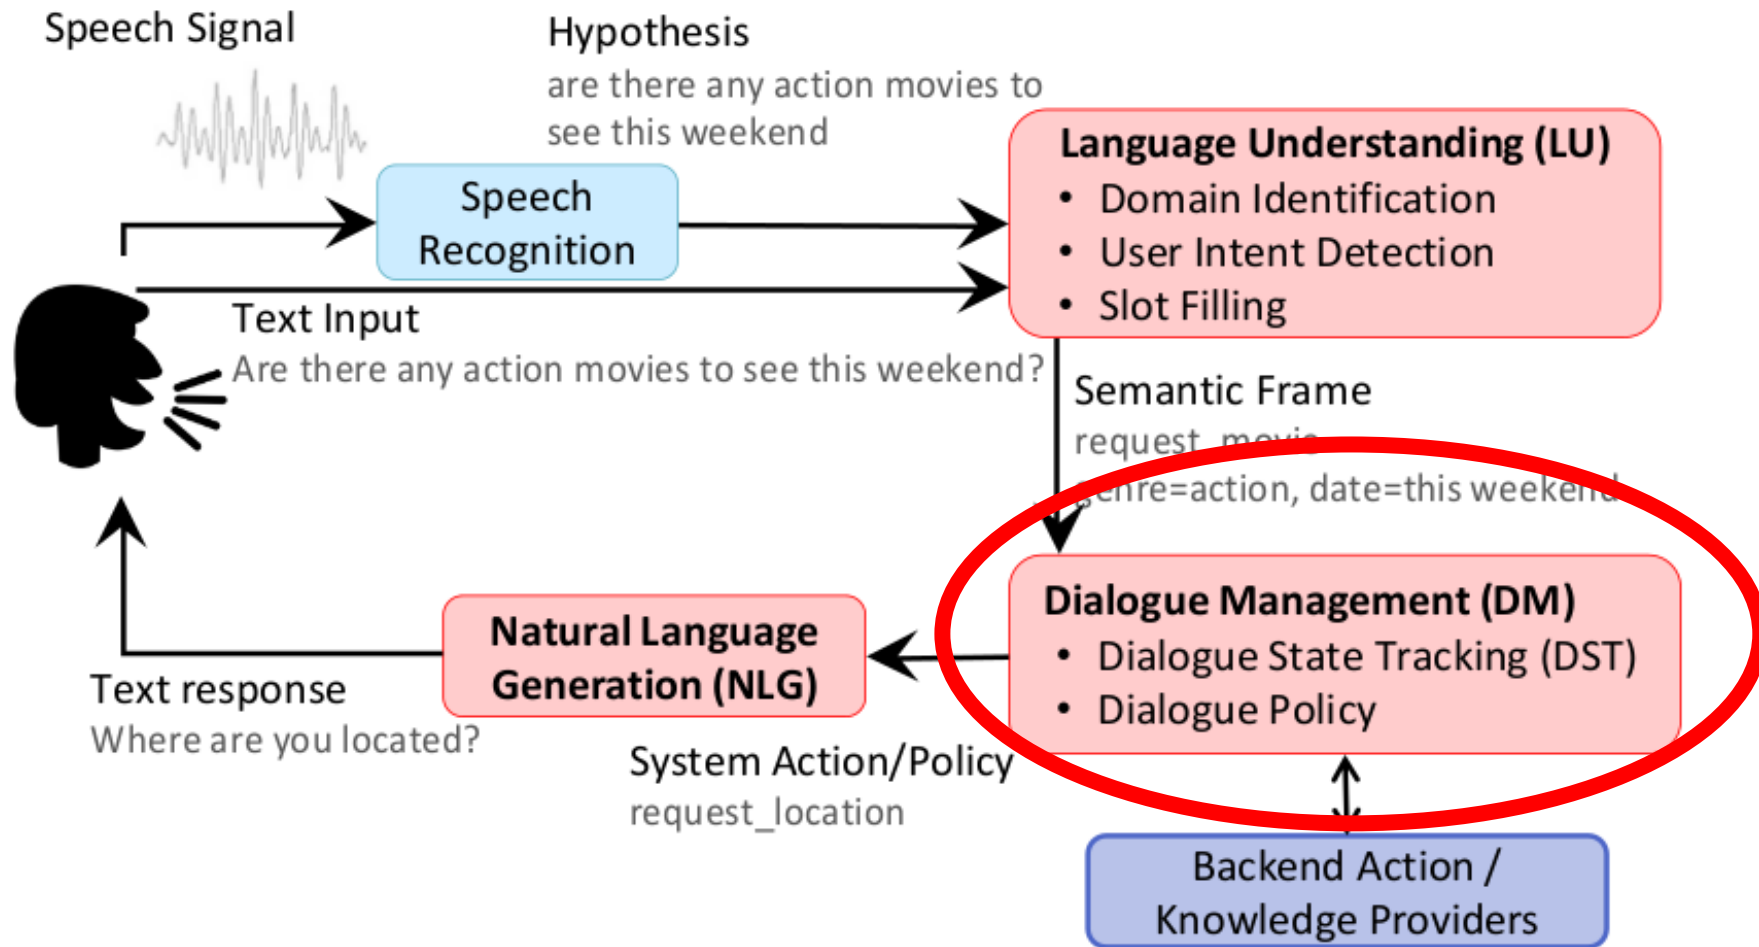 Speech Signal
Hypothesis
are there any action movies to
see this weekend
Speech
Recognition
Language Understanding (LU)
• Domain Identification
• User Intent Detection
• Slot Filling
Text Input
Are there any action movies to see this weekend?
Semantic Frame
request_movie
genre=action, date=this weekend
Dialogue Management (DM)
• Dialogue State Tracking (DST)
• Dialogue Policy
Natural Language
Generation (NLG)
Text response
Where are you located?
System Action/Policy
request_location
Backend Action /
Knowledge Providers